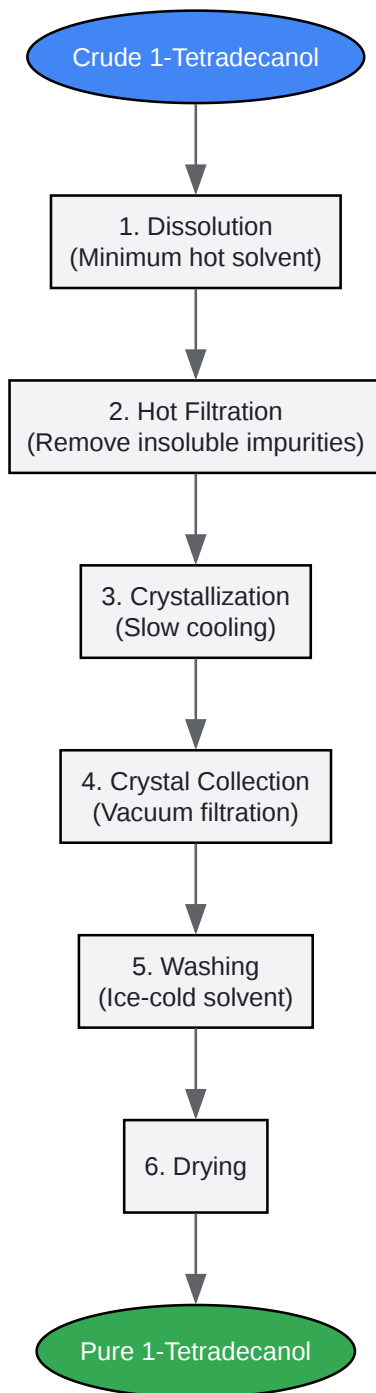 Crude 1-Tetradecanol
1. Dissolution
(Minimum hot solvent)
2. Hot Filtration
(Remove insoluble impurities)
3. Crystallization
(Slow cooling)
4. Crystal Collection
(Vacuum filtration)
5. Washing
(Ice-cold solvent)
6. Drying
Pure 1-Tetradecanol